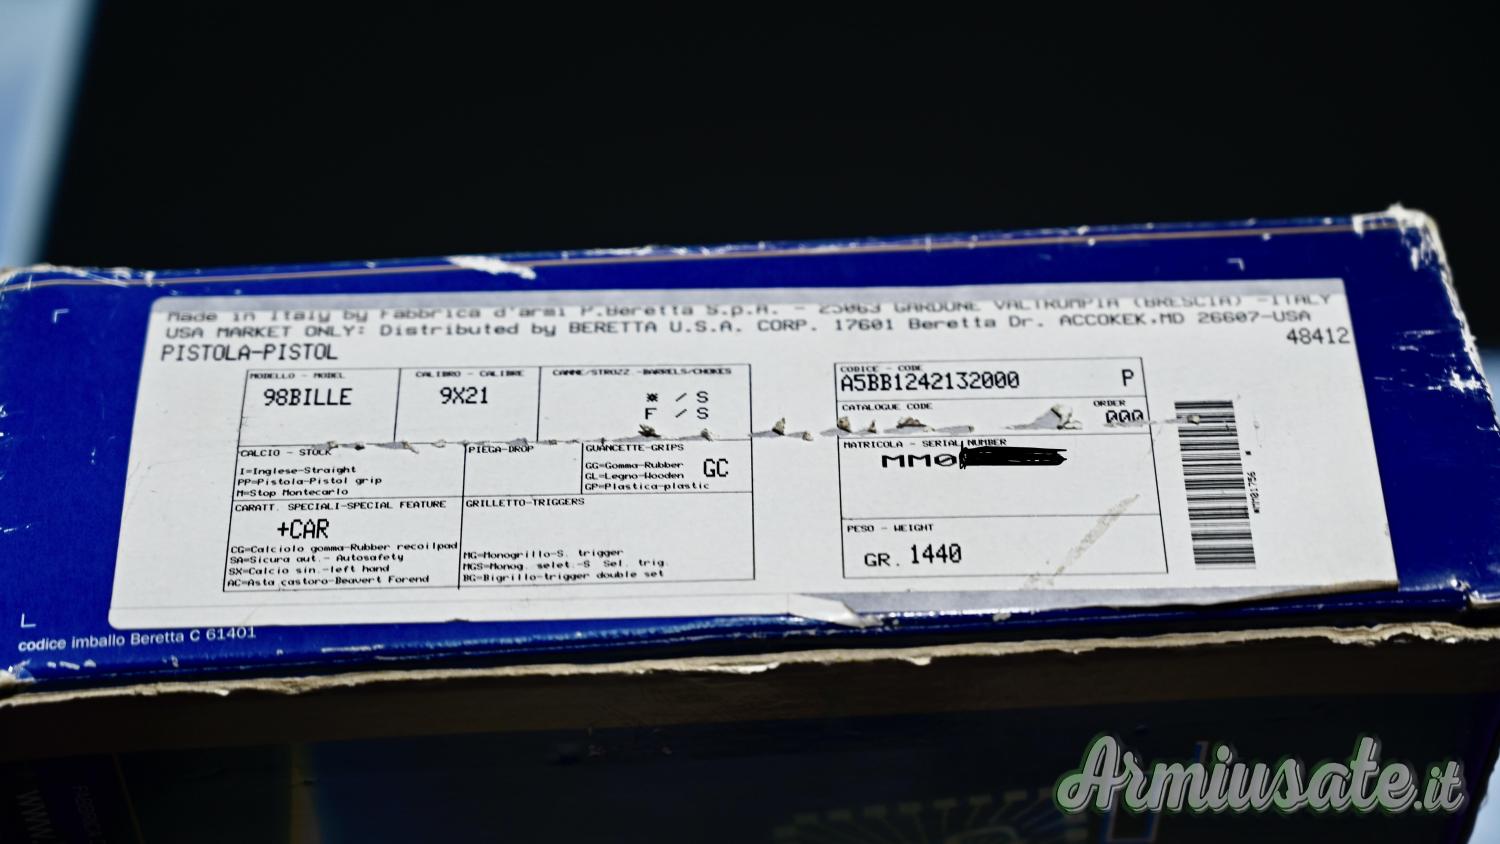 Made in Italy by Fabbrica d'armi P.Beretta S.p.A. - 25063 GARDONE VALTROMPIA (BRESCIA) -ITALY
USA MARKET ONLY: Distributed by BERETTA U.S.A. CORP. 17601 Beretta Dr. ACCOKEK.MD 26607-USA
PISTOLA-PISTOL
48412
MODELLO - MODEL
98BILLE
CALIBRO - CALIBRE
9X21
CANNE/STROZZ.-BARRELS/CHOKES
* / S
F / S
CODICE - CODE
A5BB1242132000 P
CATALOGUE CODE
ORDER
000
CALCIO - STOCK
I=Inglese-Straight
PP=Pistola-Pistol grip
M=Stop Montecarlo
PIEGA-DROP
GUANCETTE-GRIPS
GG=Gomma-Rubber
GL=Legno-Wooden
GP=Plastica-plastic
GC
MATRICOLA - SERIAL NUMBER
MM0
CARATT. SPECIALI-SPECIAL FEATURE
+CAR
CG=Calciolo gomma-Rubber recoilpad
SA=Sicura aut.- Autosafety
SX=Calcio sin.-left hand
AC=Asta castoro-Beavert Forend
GRILLETTO-TRIGGERS
MG=Monogrillo-S. trigger
MGS=Monog. selet.-S Sel. trig.
BG=Bigrillo-trigger double set
PESO - WEIGHT
GR. 1440
*MM01756 *
codice imballo Beretta C 61401
www.
Armiusate.it